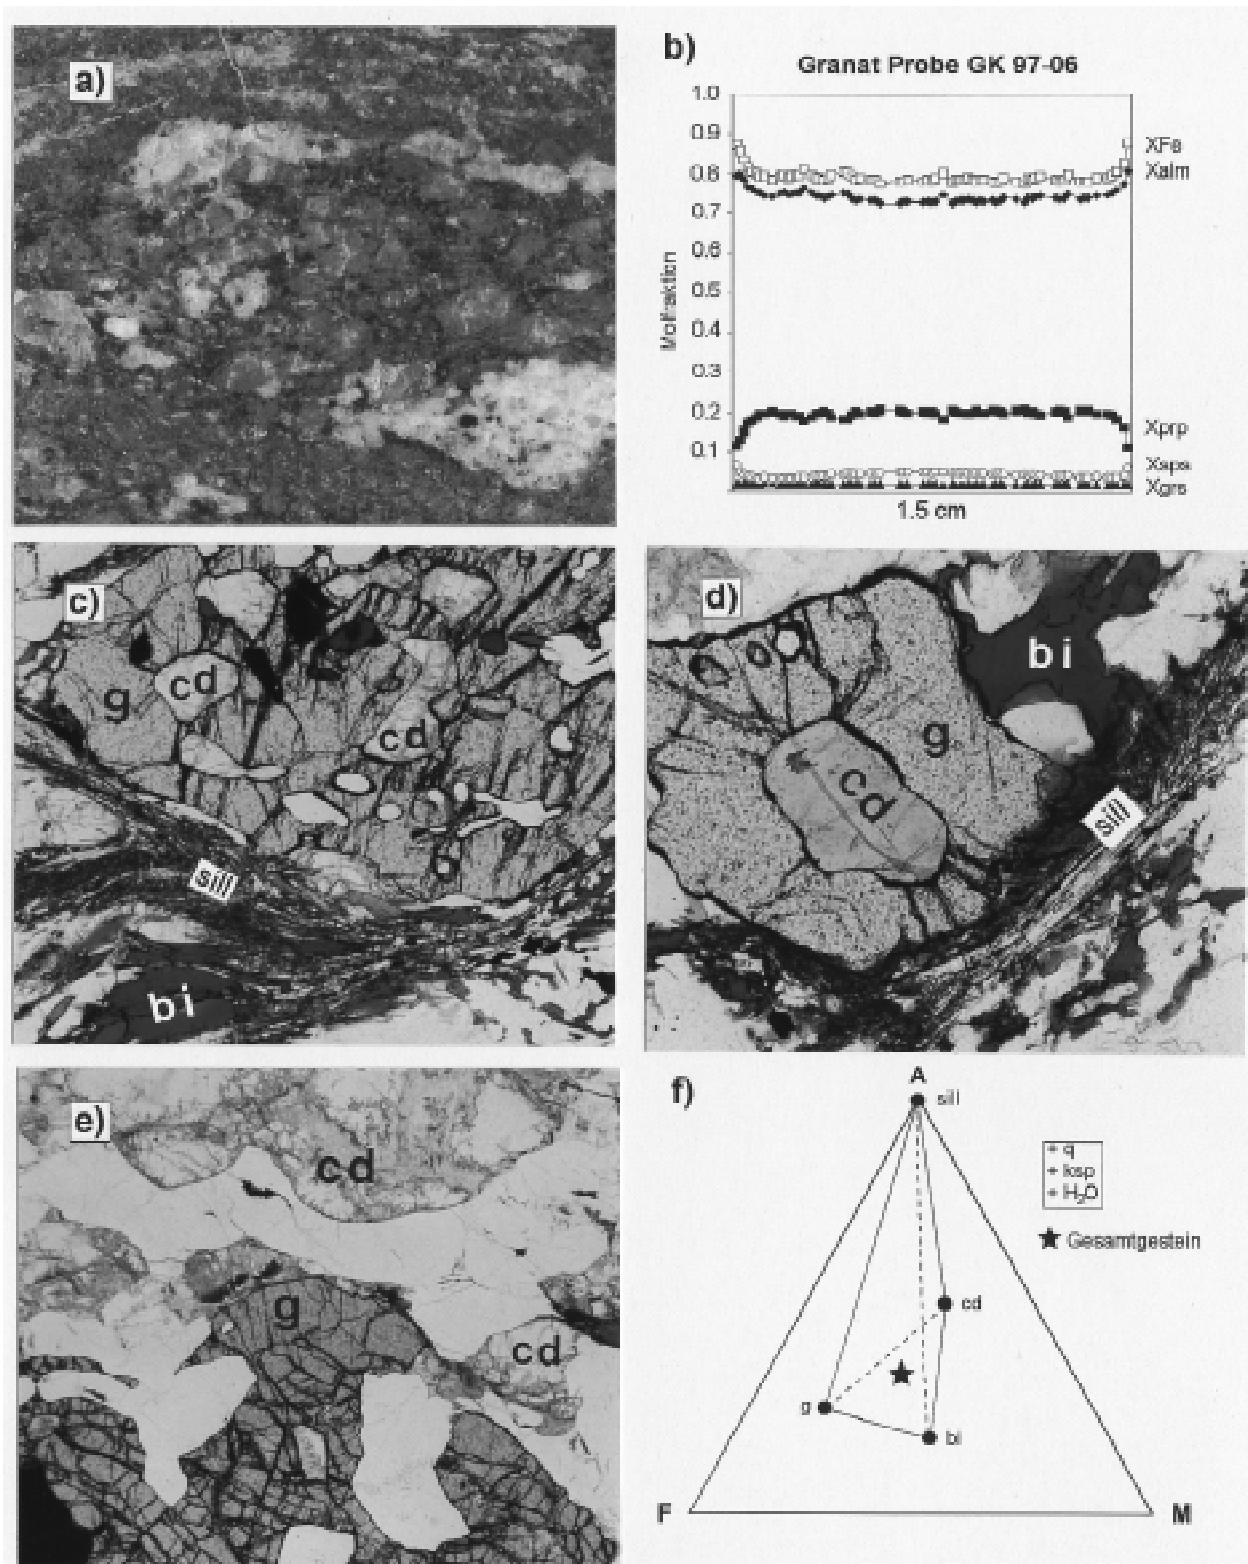 a)
b)
Granat Probe GK 97-06
1.0
0.9
0.8
0.7
0.6
0.5
0.4
0.3
0.2
0.1
Molfraktion
XFe
Xalm
Xprp
Xsps
Xgrs
1.5 cm
c)
cd
g
cd
sill
bi
d)
bi
g
cd
sill
e)
cd
g
cd
f)
A
sill
+ q
+ ksp
+ H₂O
★ Gesamtgestein
cd
g
bi
F
M